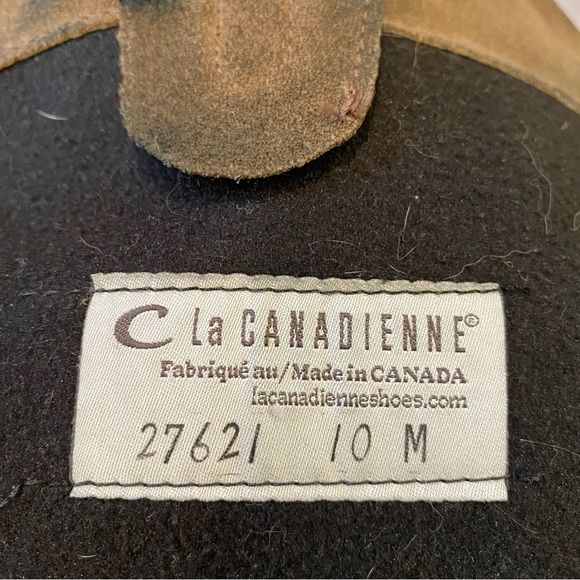 C La CANADIENNE©
Fabriqué au/Made in CANADA
lacanadienneshoes.com
27621 10 M